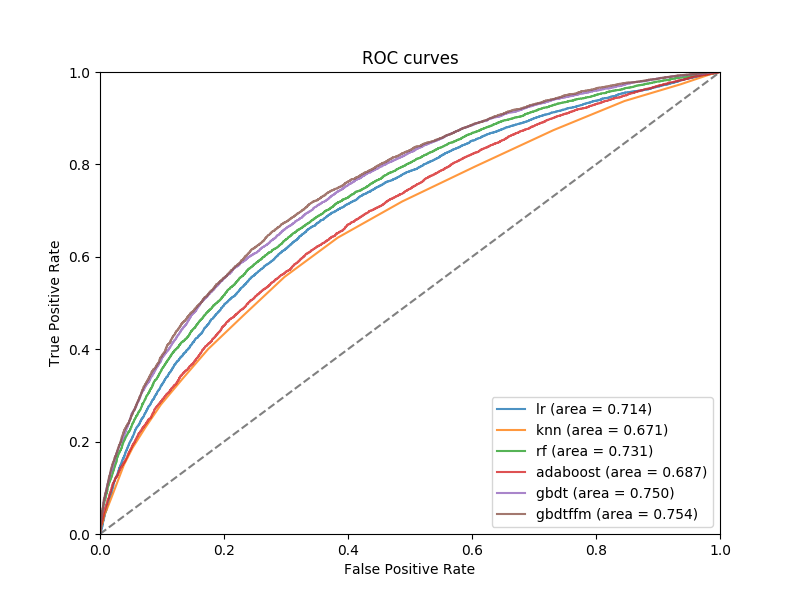 ROC curves
1.0
0.8
0.6
0.4
0.2
0.0
True Positive Rate
lr (area = 0.714)
knn (area = 0.671)
rf (area = 0.731)
adaboost (area = 0.687)
gbdt (area = 0.750)
gbdtffm (area = 0.754)
0.0 0.2 0.4 0.6 0.8 1.0
False Positive Rate